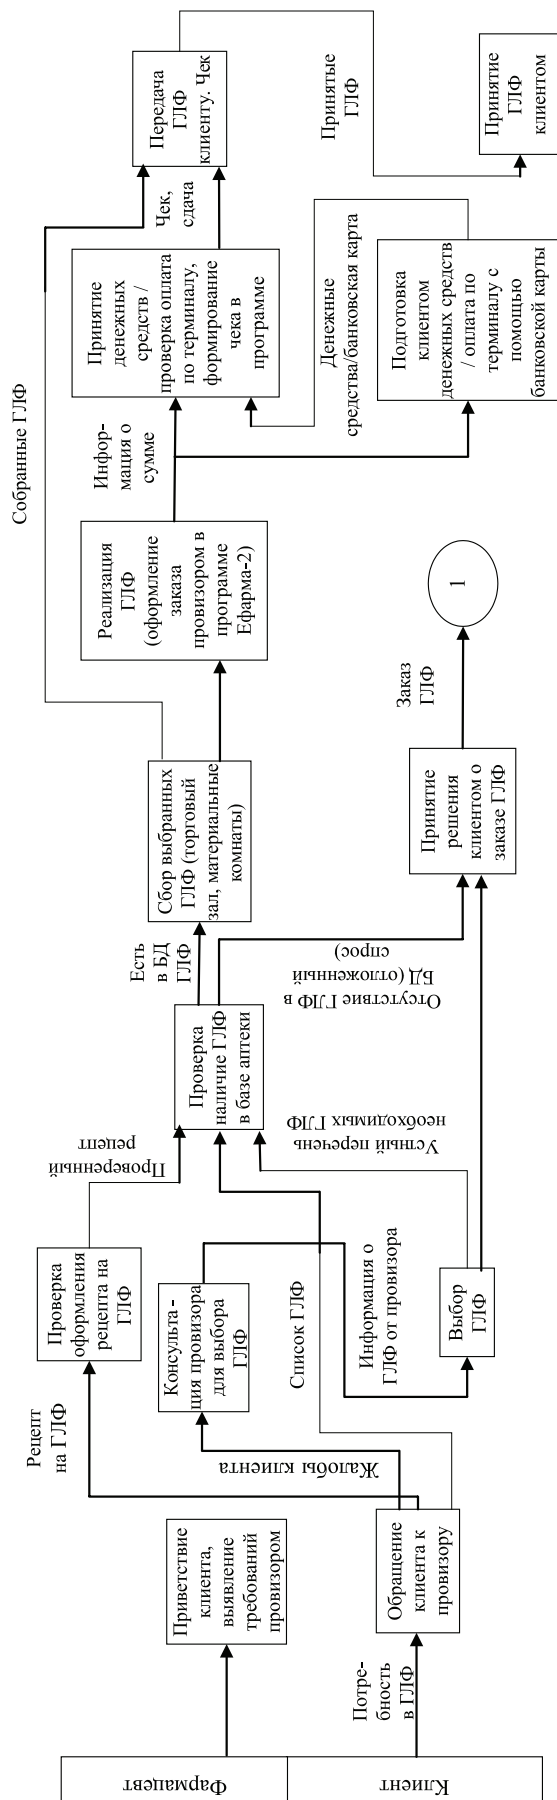 Фармацевт
Клиент
Потре-
бность
в ГЛФ
Приветствие
клиента,
выявление
требований
провизором
Обращение
клиента к
провизору
Рецепт
на ГЛФ
Жалобы клиента
Проверка
оформления
рецепта на
ГЛФ
Консульта -
ция провизора
для выбора
ГЛФ
Список ГЛФ
Информация о
ГЛФ от провизора
Выбор
ГЛФ
Проверенный
рецепт
Устный перечень
необходимых ГЛФ
Проверка
наличие ГЛФ
в базе аптеки
Есть
в БД
ГЛФ
Отсутствие ГЛФ в
БД (отложенный
спрос)
Сбор выбранных
ГЛФ (торговый
зал, материальные
комнаты)
Принятие
решения
клиентом о
заказе ГЛФ
Собранные ГЛФ
Реализация
ГЛФ
(оформление
заказа
провизором в
программе
Ефарма-2)
Заказ
ГЛФ
1
Инфор-
мация о
сумме
Принятие
денежных
средств /
проверка оплата
по терминалу,
формирование
чека в
программе
Денежные
средства/банковская карта
Подготовка
клиентом
денежных средств
/ оплата по
терминалу с
помощью
банковской карты
Чек,
сдача
Передача
ГЛФ
клиенту. Чек
Принятые
ГЛФ
Принятие
ГЛФ
клиентом